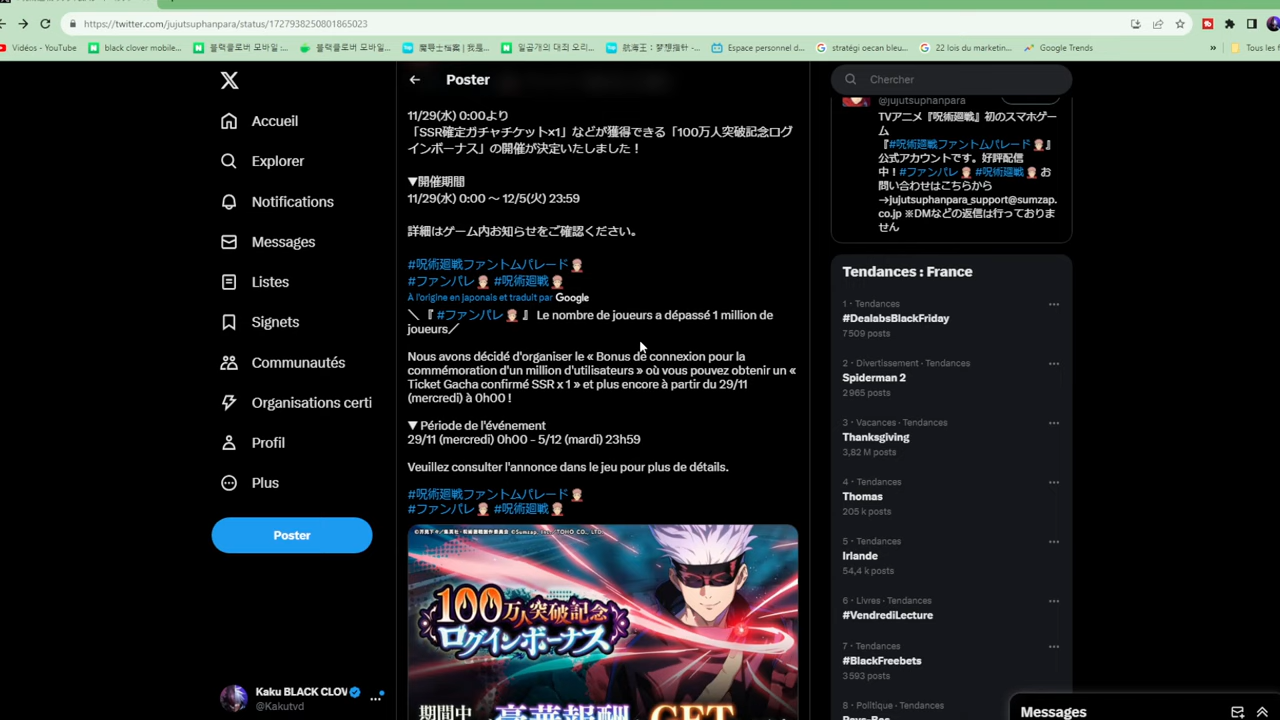 https://twitter.com/jujutsuphanpara/status/1727938250801865023
Vidéos - YouTube
black clover mobile...
블랙클로버 모바일 :...
블랙클로버 모바일...
魔尋士檔案 | 我是...
일곱개의 대죄 오리...
航海王：夢想指针 -...
Espace personnel d...
stratégi oecan bleu...
22 lois du marketin...
Google Trends
»
Tous les f
Accueil
Explorer
Notifications
Messages
Listes
Signets
Communautés
Organisations certi
Profil
Plus
Poster
Kaku BLACK CLOV
@Kakutvd
Poster
11/29(水) 0:00より
「SSR確定ガチャチケット×1」などが獲得できる「100万人突破記念ログ
インボーナス」の開催が決定いたしました！
▼開催期間
11/29(水) 0:00 〜 12/5(火) 23:59
詳細はゲーム内お知らせをご確認ください。
#呪術廻戦ファントムパレード
#ファンパレ #呪術廻戦
À l'origine en japonais et traduit par Google
＼『 #ファンパレ 』 Le nombre de joueurs a dépassé 1 million de
joueurs／
Nous avons décidé d'organiser le « Bonus de connexion pour la
commémoration d'un million d'utilisateurs » où vous pouvez obtenir un «
Ticket Gacha confirmé SSR x 1 » et plus encore à partir du 29/11
(mercredi) à 0h00 !
▼ Période de l'événement
29/11 (mercredi) 0h00 - 5/12 (mardi) 23h59
Veuillez consulter l'annonce dans le jeu pour plus de détails.
#呪術廻戦ファントムパレード
#ファンパレ #呪術廻戦
100万人突破記念
ログインボーナス
期間中
豪華報酬
GET
Chercher
@jujutsuphanpara
TVアニメ『呪術廻戦』初のスマホゲー
ム
『#呪術廻戦ファントムパレード 』
公式アカウントです。好評配信
中！#ファンパレ #呪術廻戦 お
問い合わせはこちらから
→jujutsuphanpara_support@sumzap.
co.jp ※DMなどの返信は行っておりま
せん
Tendances : France
1 · Tendances
#DealabsBlackFriday
7 509 posts
2 · Divertissement · Tendances
Spiderman 2
2 965 posts
3 · Vacances · Tendances
Thanksgiving
3,82 M posts
4 · Tendances
Thomas
205 k posts
5 · Tendances
Irlande
54,4 k posts
6 · Livres · Tendances
#VendrediLecture
7 · Tendances
#BlackFreebets
3 593 posts
8 · Politique · Tendances
Pays-Bas
Messages